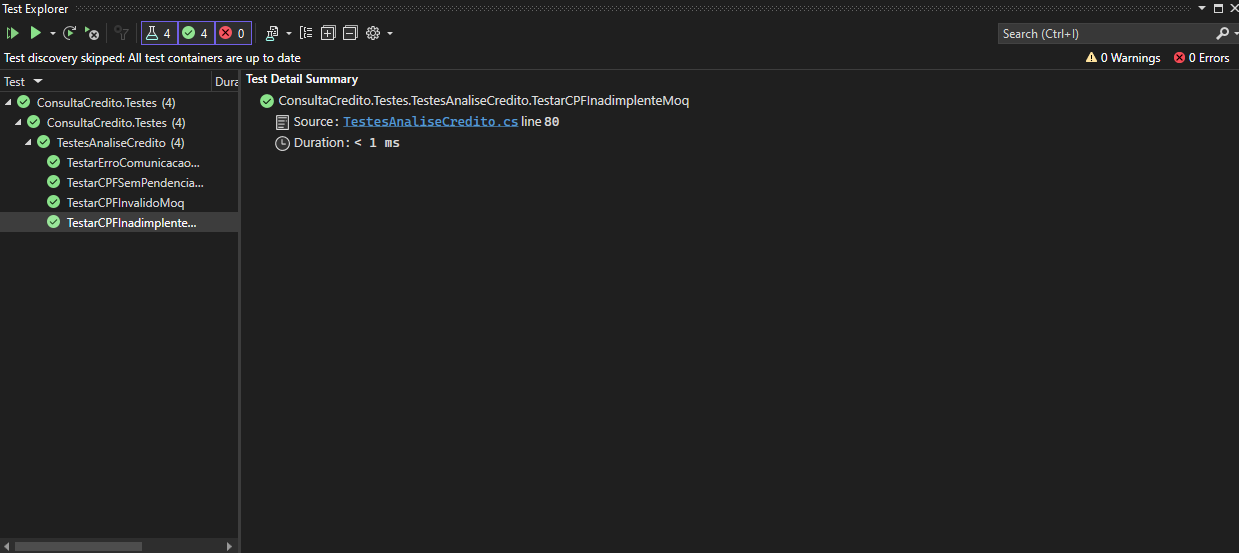 Test Explorer
4 4 0
Search (Ctrl+I)
Test discovery skipped: All test containers are up to date
0 Warnings 0 Errors
Test Dura
ConsultaCredito.Testes (4)
ConsultaCredito.Testes (4)
TestesAnaliseCredito (4)
TestarErroComunicacao...
TestarCPFSemPendencia...
TestarCPFInvalidoMoq
TestarCPFInadimplente...
Test Detail Summary
ConsultaCredito.Testes.TestesAnaliseCredito.TestarCPFInadimplenteMoq
Source: TestesAnaliseCredito.cs line 80
Duration: < 1 ms